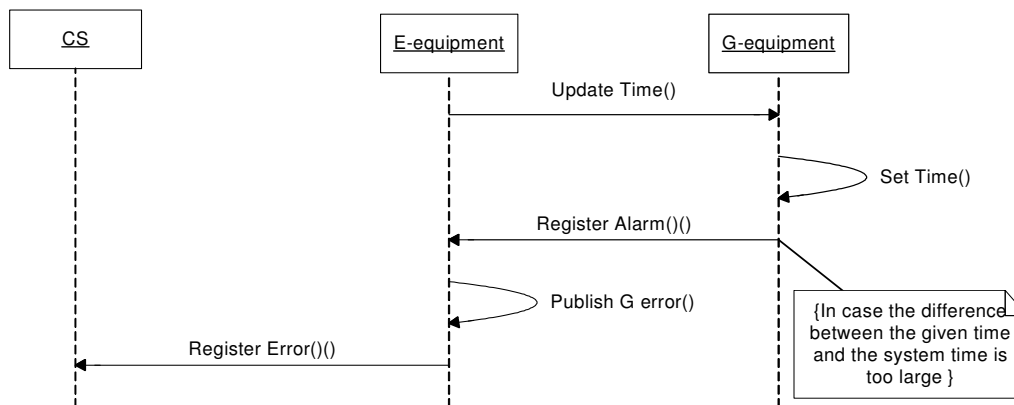 CS
E-equipment
G-equipment
Update Time()
Set Time()
Register Alarm()()
Publish G error()
{In case the difference
between the given time
and the system time is
too large }
Register Error()()